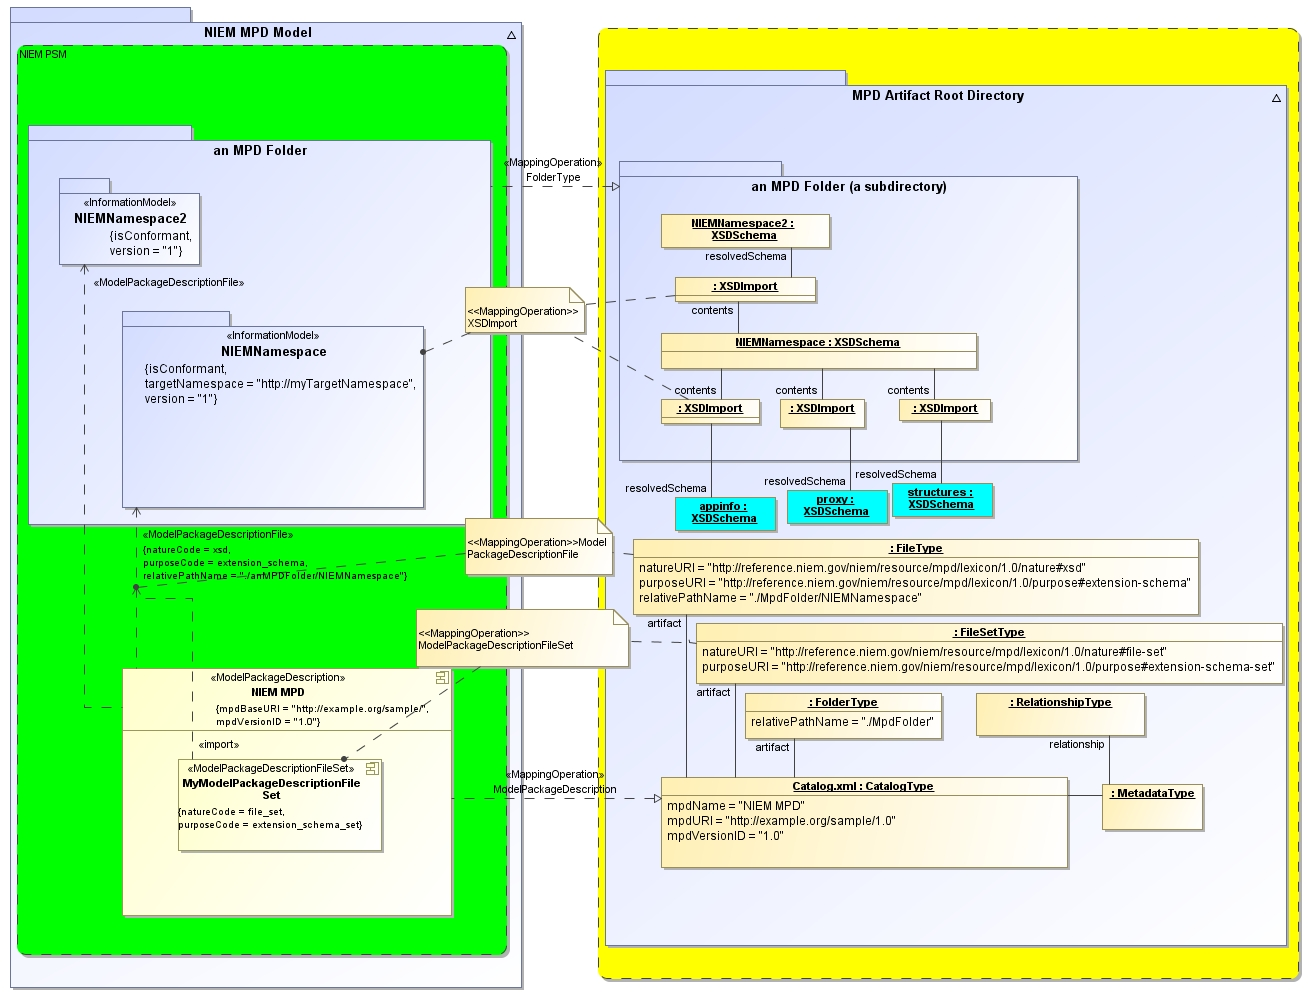 NIEM MPD Model
NIEM PSM
an MPD Folder
«InformationModel»
NIEMNamespace2
{isConformant,
version = "1"}
«ModelPackageDescriptionFile»
«InformationModel»
NIEMNamespace
{isConformant,
targetNamespace = "http://myTargetNamespace",
version = "1"}
«ModelPackageDescriptionFile»
{natureCode = xsd,
purposeCode = extension_schema,
relativePathName = "./anMPDFolder/NIEMNamespace"}
«ModelPackageDescription»
NIEM MPD
{mpdBaseURI = "http://example.org/sample/",
mpdVersionID = "1.0"}
«import»
«ModelPackageDescriptionFileSet»
MyModelPackageDescriptionFile
Set
{natureCode = file_set,
purposeCode = extension_schema_set}
«MappingOperation»
FolderType
<<MappingOperation>>
XSDImport
<<MappingOperation>>Model
PackageDescriptionFile
<<MappingOperation>>
ModelPackageDescriptionFileSet
«MappingOperation»
ModelPackageDescription
MPD Artifact Root Directory
an MPD Folder (a subdirectory)
NIEMNamespace2 :
XSDSchema
resolvedSchema
: XSDImport
contents
NIEMNamespace : XSDSchema
contents
contents
contents
: XSDImport
: XSDImport
: XSDImport
resolvedSchema
resolvedSchema
resolvedSchema
appinfo :
XSDSchema
proxy :
XSDSchema
structures :
XSDSchema
: FileType
natureURI = "http://reference.niem.gov/niem/resource/mpd/lexicon/1.0/nature#xsd"
purposeURI = "http://reference.niem.gov/niem/resource/mpd/lexicon/1.0/purpose#extension-schema"
relativePathName = "./MpdFolder/NIEMNamespace"
artifact
: FileSetType
natureURI = "http://reference.niem.gov/niem/resource/mpd/lexicon/1.0/nature#file-set"
purposeURI = "http://reference.niem.gov/niem/resource/mpd/lexicon/1.0/purpose#extension-schema-set"
artifact
: FolderType
relativePathName = "./MpdFolder"
artifact
: RelationshipType
relationship
Catalog.xml : CatalogType
mpdName = "NIEM MPD"
mpdURI = "http://example.org/sample/1.0"
mpdVersionID = "1.0"
: MetadataType